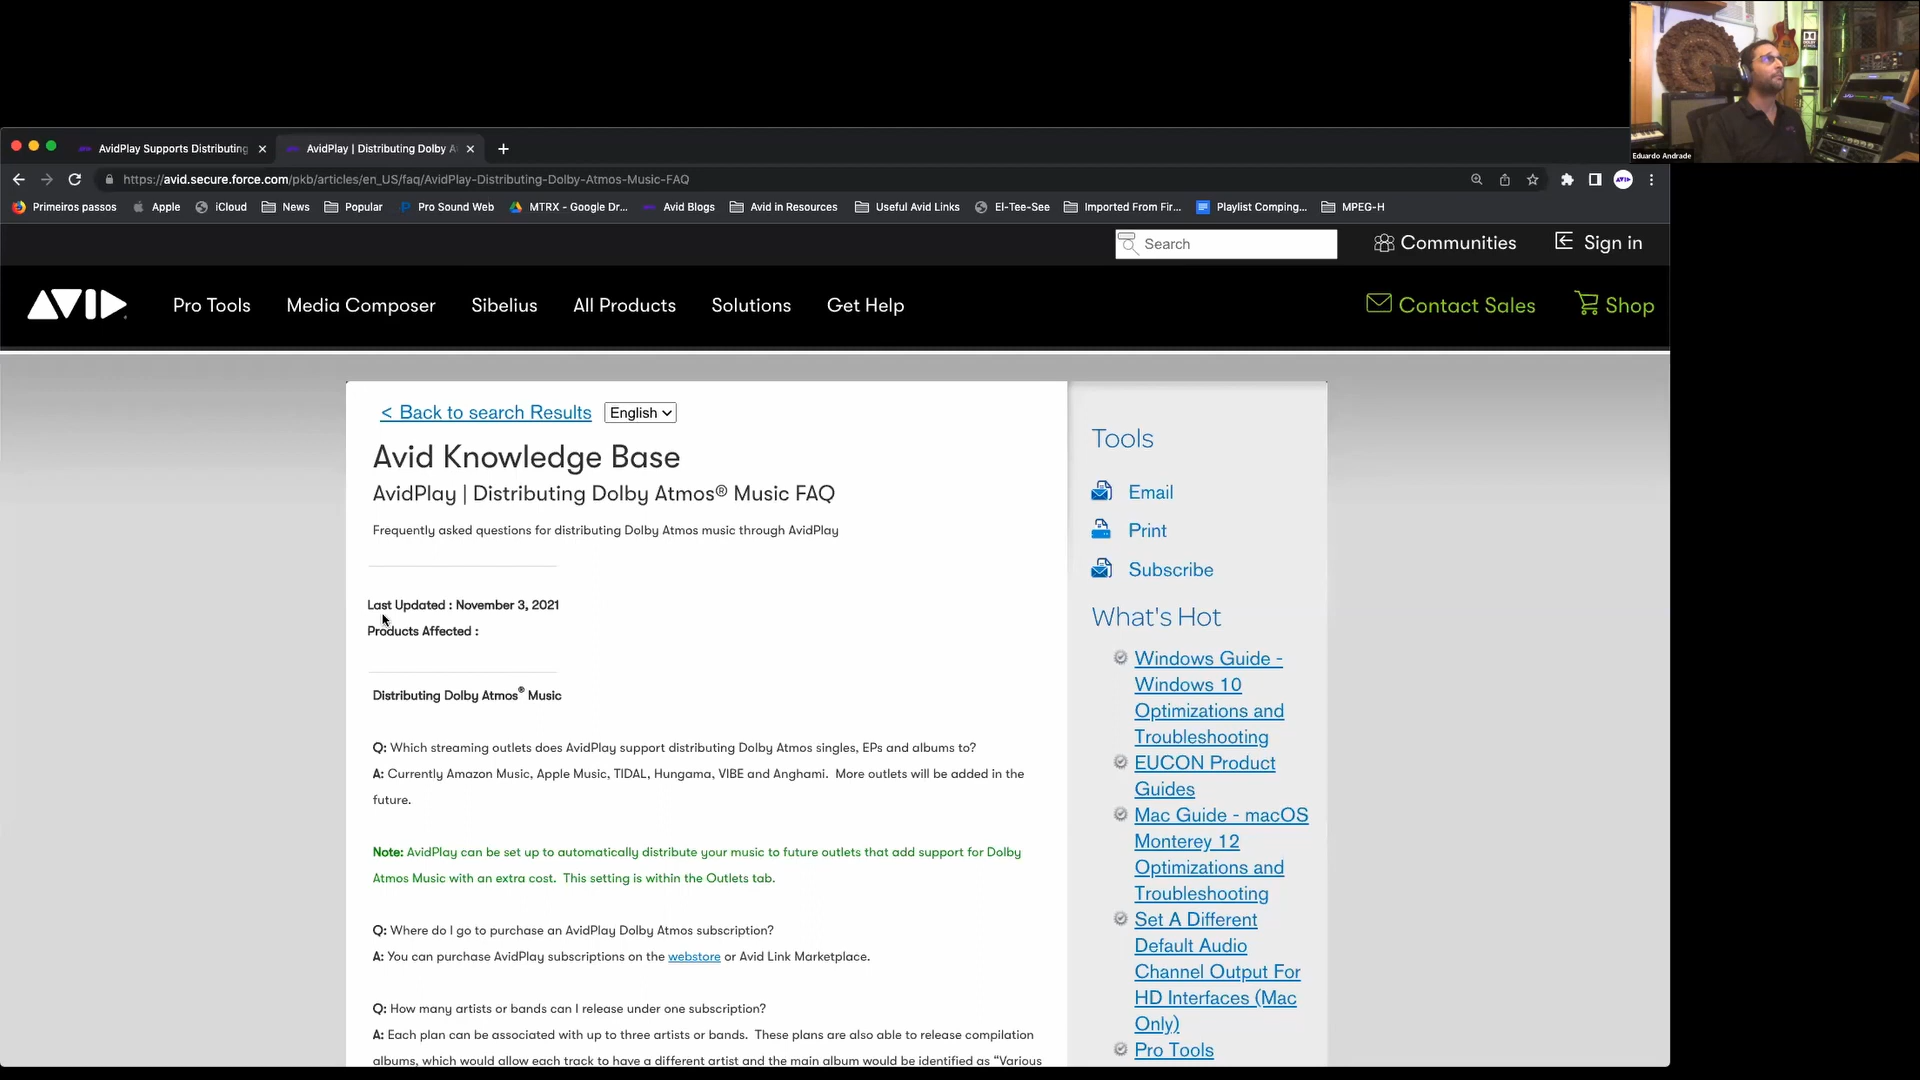 Eduardo Andrade
AvidPlay Supports Distributing
AvidPlay | Distributing Dolby A
https://avid.secure.force.com/pkb/articles/en_US/faq/AvidPlay-Distributing-Dolby-Atmos-Music-FAQ
Primeiros passos
Apple
iCloud
News
Popular
Pro Sound Web
MTRX - Google Dr...
Avid Blogs
Avid in Resources
Useful Avid Links
El-Tee-See
Imported From Fir...
Playlist Comping...
MPEG-H
Search
Communities
Sign in
AVID
Pro Tools
Media Composer
Sibelius
All Products
Solutions
Get Help
Contact Sales
Shop
< Back to search Results
English
Avid Knowledge Base
AvidPlay | Distributing Dolby Atmos® Music FAQ
Frequently asked questions for distributing Dolby Atmos music through AvidPlay
Last Updated : November 3, 2021
Products Affected :
Distributing Dolby Atmos® Music
Q: Which streaming outlets does AvidPlay support distributing Dolby Atmos singles, EPs and albums to?
A: Currently Amazon Music, Apple Music, TIDAL, Hungama, VIBE and Anghami. More outlets will be added in the
future.
Note: AvidPlay can be set up to automatically distribute your music to future outlets that add support for Dolby
Atmos Music with an extra cost. This setting is within the Outlets tab.
Q: Where do I go to purchase an AvidPlay Dolby Atmos subscription?
A: You can purchase AvidPlay subscriptions on the webstore or Avid Link Marketplace.
Q: How many artists or bands can I release under one subscription?
A: Each plan can be associated with up to three artists or bands. These plans are also able to release compilation
albums, which would allow each track to have a different artist and the main album would be identified as “Various
Tools
Email
Print
Subscribe
What's Hot
Windows Guide -
Windows 10
Optimizations and
Troubleshooting
EUCON Product
Guides
Mac Guide - macOS
Monterey 12
Optimizations and
Troubleshooting
Set A Different
Default Audio
Channel Output For
HD Interfaces (Mac
Only)
Pro Tools